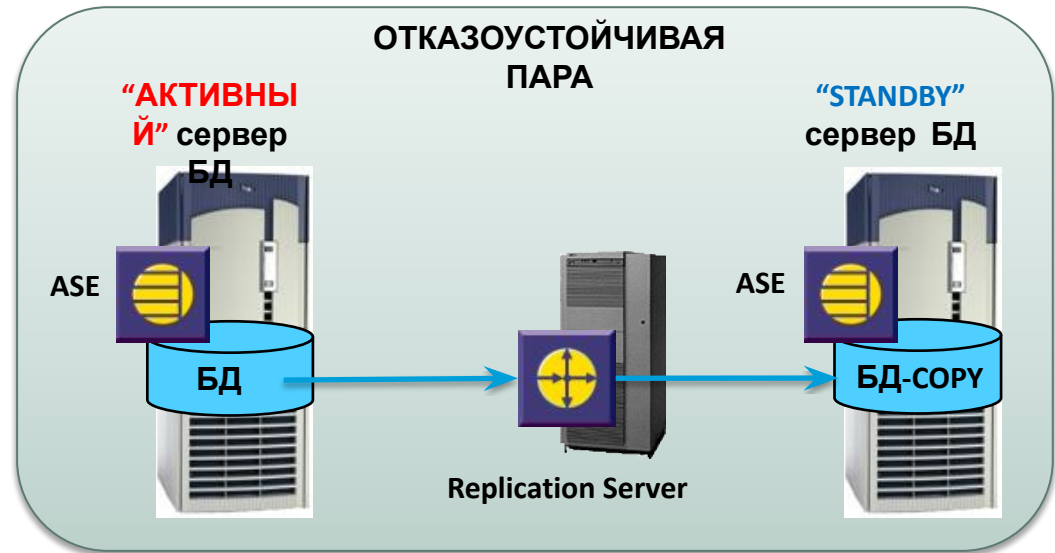 ОТКАЗОУСТОЙЧИВАЯ
ПАРА
“АКТИВНЫ
Й” сервер
БД
“STANDBY”
сервер БД
ASE
ASE
БД
БД-COPY
Replication Server